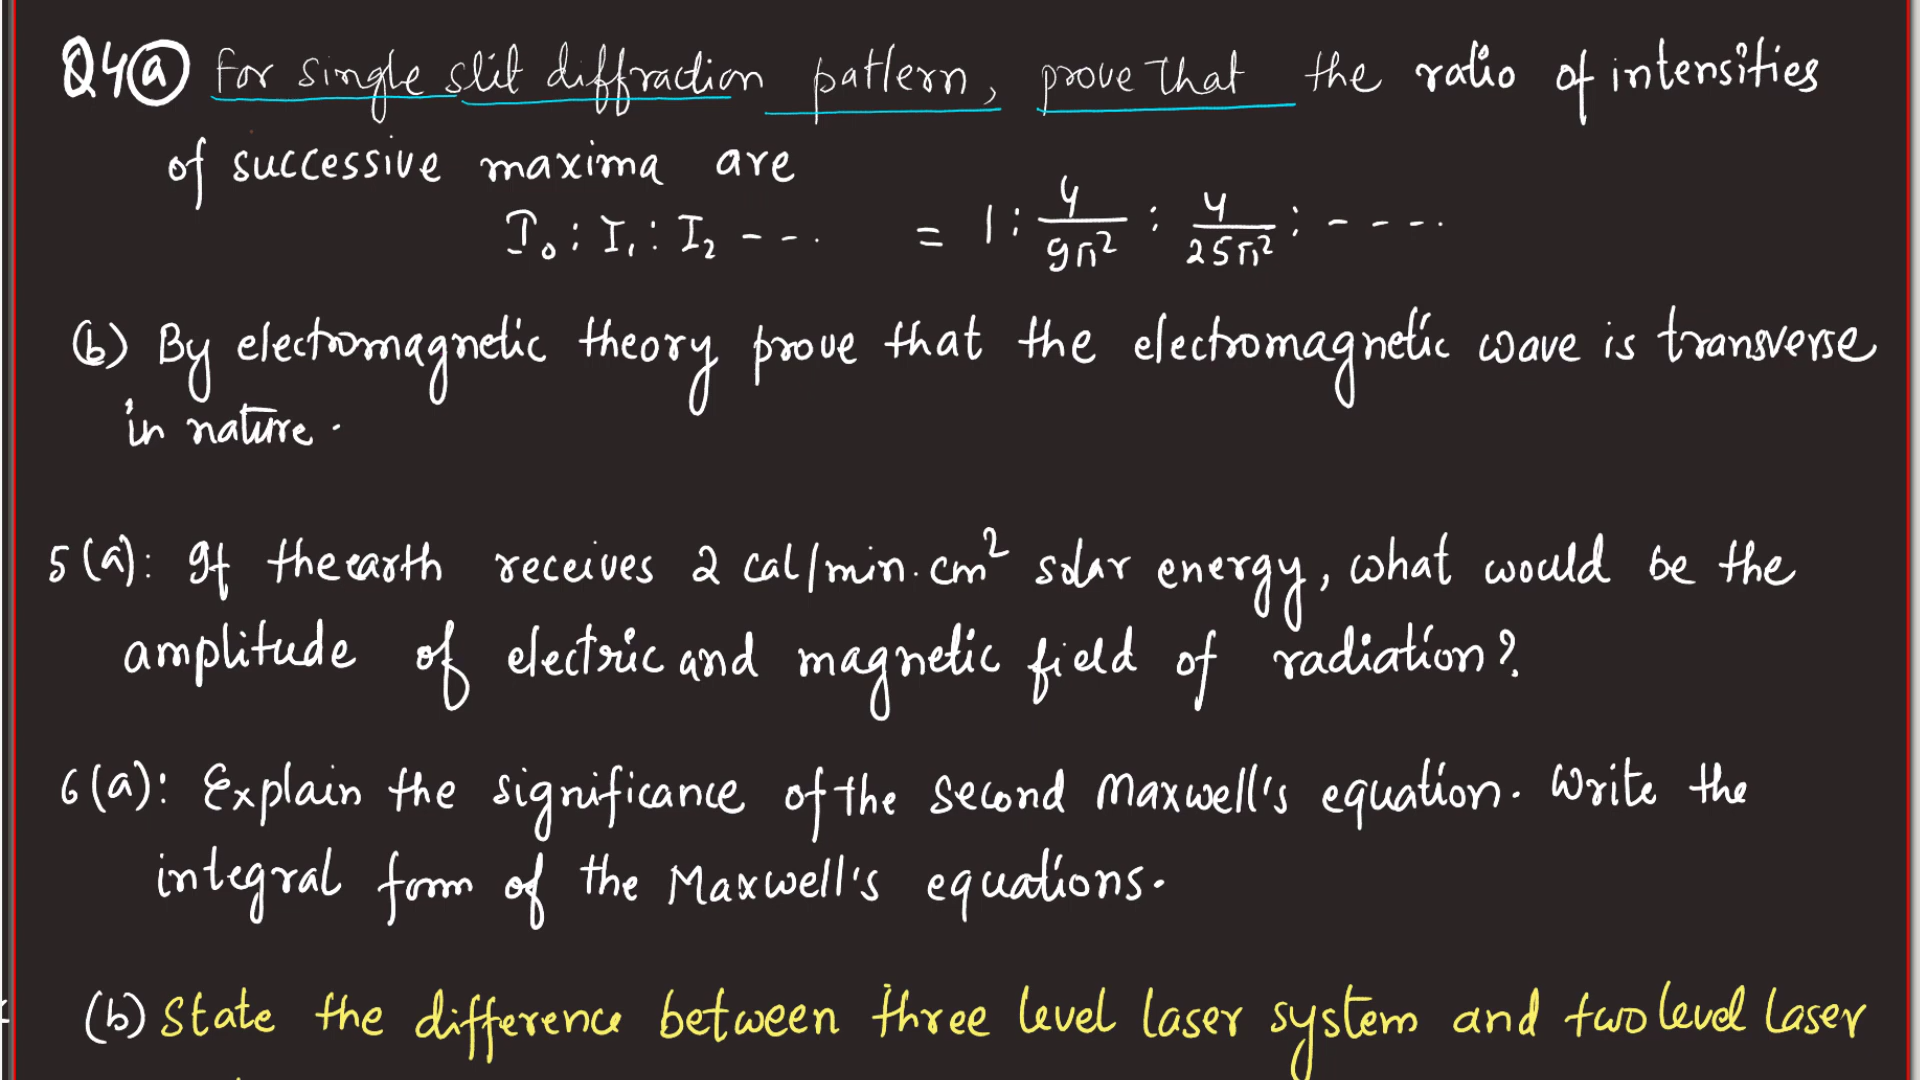 Q4(a) For single slit diffraction pattern, prove that the ratio of intensities
of successive maxima are
I₀ : I₁ : I₂ --- = 1 : 4/9π² : 4/25π² : -----
(b) By electromagnetic theory prove that the electromagnetic wave is transverse
in nature.
5(a): If the earth receives 2 cal/min.cm² solar energy, what would be the
amplitude of electric and magnetic field of radiation?
6(a): Explain the significance of the second Maxwell's equation. Write the
integral form of the Maxwell's equations.
(b) State the difference between three level laser system and two level laser